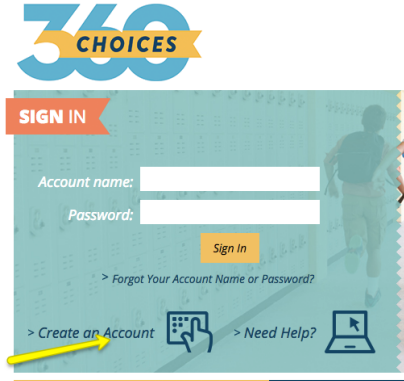 360
CHOICES
SIGN IN
Account name:
Password:
Sign In
> Forgot Your Account Name or Password?
> Create an Account
> Need Help?